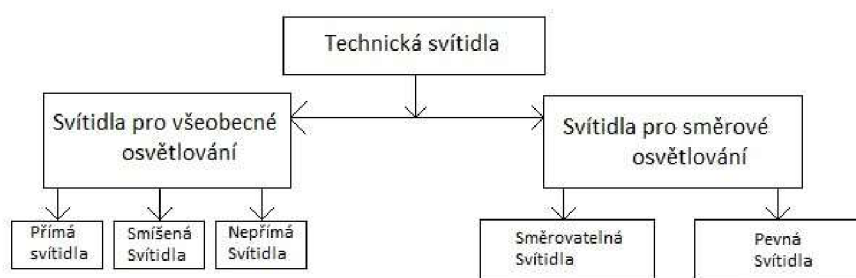 Technická svítidla
Svítidla pro všeobecné
osvětlování
Svítidla pro směrové
osvětlování
Přímá
svítidla
Smíšená
Svítidla
Nepřímá
Svítidla
Směrovatelná
Svítidla
Pevná
Svítidla